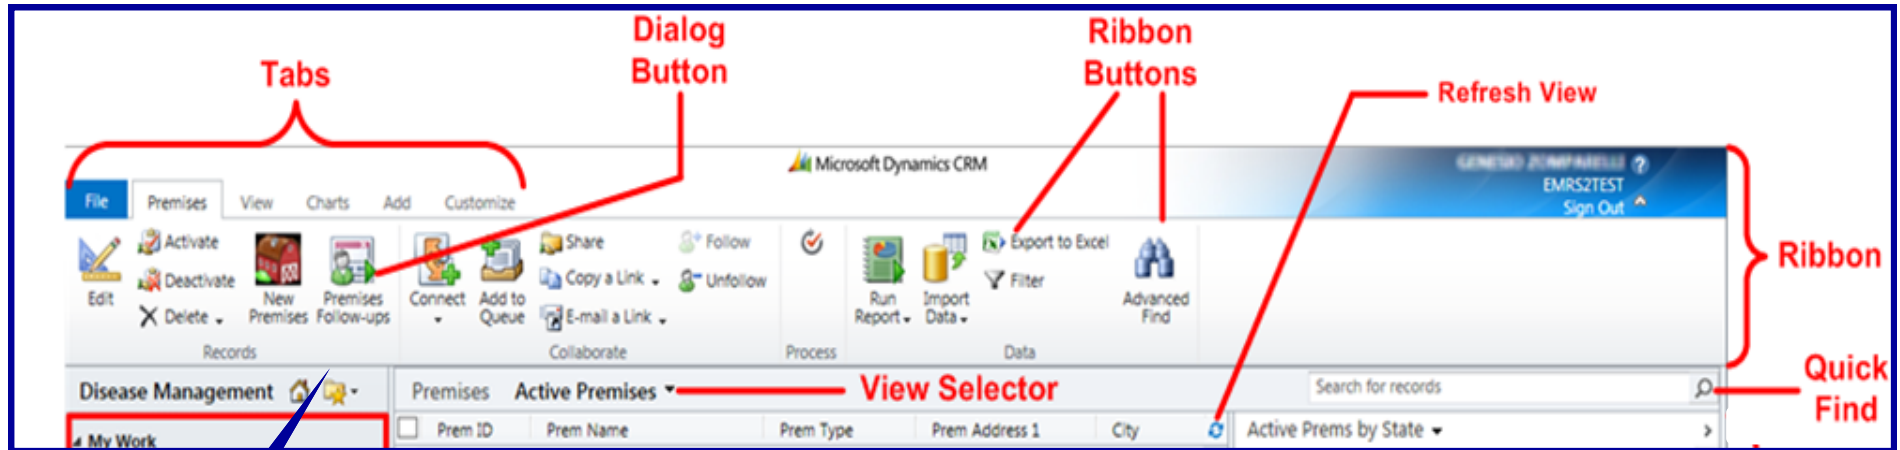 Dialog
Button
Ribbon
Buttons
Tabs
Refresh View
Microsoft Dynamics CRM
EMRS2TEST
Sign Out
File Premises View Charts Add Customize
Ribbon
Edit
Activate
Deactivate
Delete
New
Premises
Premises
Follow-ups
Records
Connect
Add to
Queue
Share
Copy a Link
E-mail a Link
Follow
Unfollow
Collaborate
Process
Run
Report
Import
Data
Export to Excel
Filter
Advanced
Find
Data
Disease Management
Premises Active Premises
View Selector
Search for records
Quick
Find
My Work
Prem ID Prem Name Prem Type Prem Address 1 City
Active Prems by State